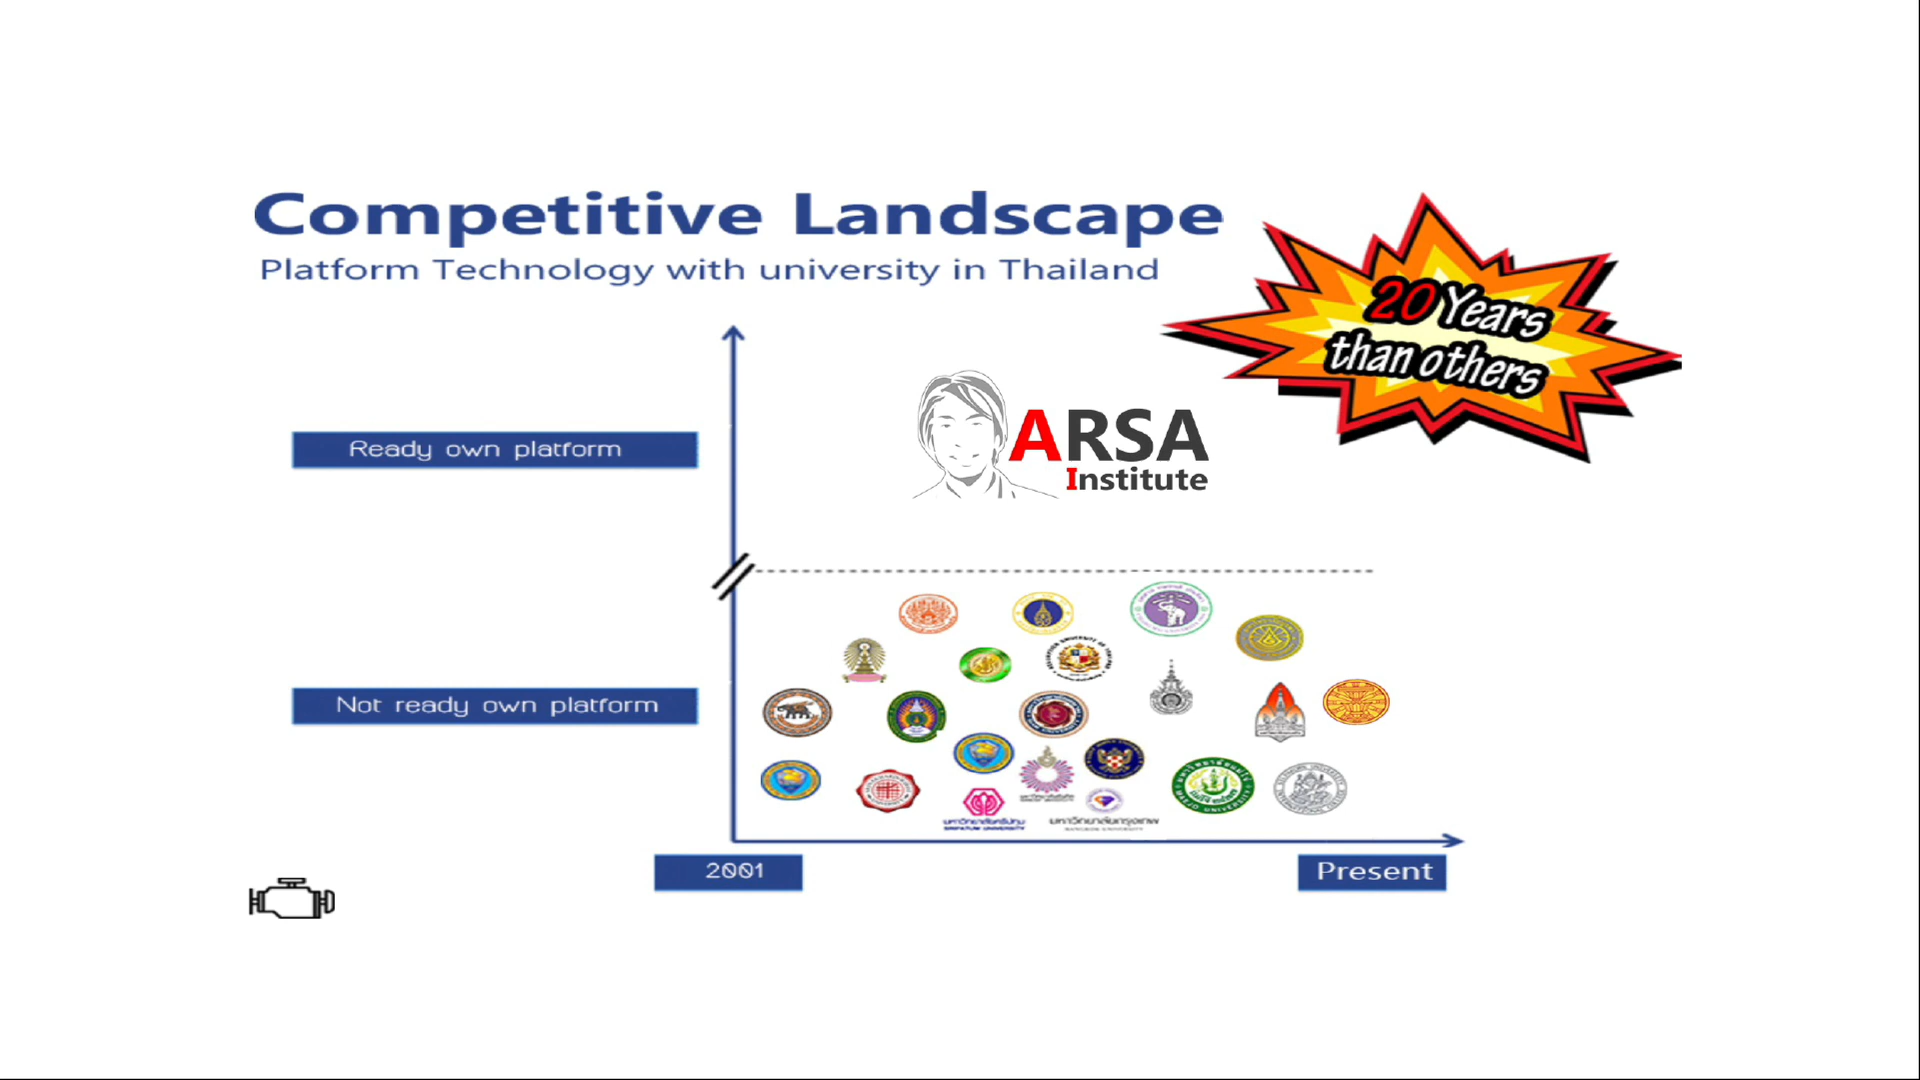 Competitive Landscape
Platform Technology with university in Thailand
20 Years
than others
ARSA
Institute
Ready own platform
Not ready own platform
มหาวิทยาลัยศรีปทุม
SRIPATUM UNIVERSITY
มหาวิทยาลัยกรุงเทพ
BANGKOK UNIVERSITY
MAEJO UNIVERSITY
2001
Present